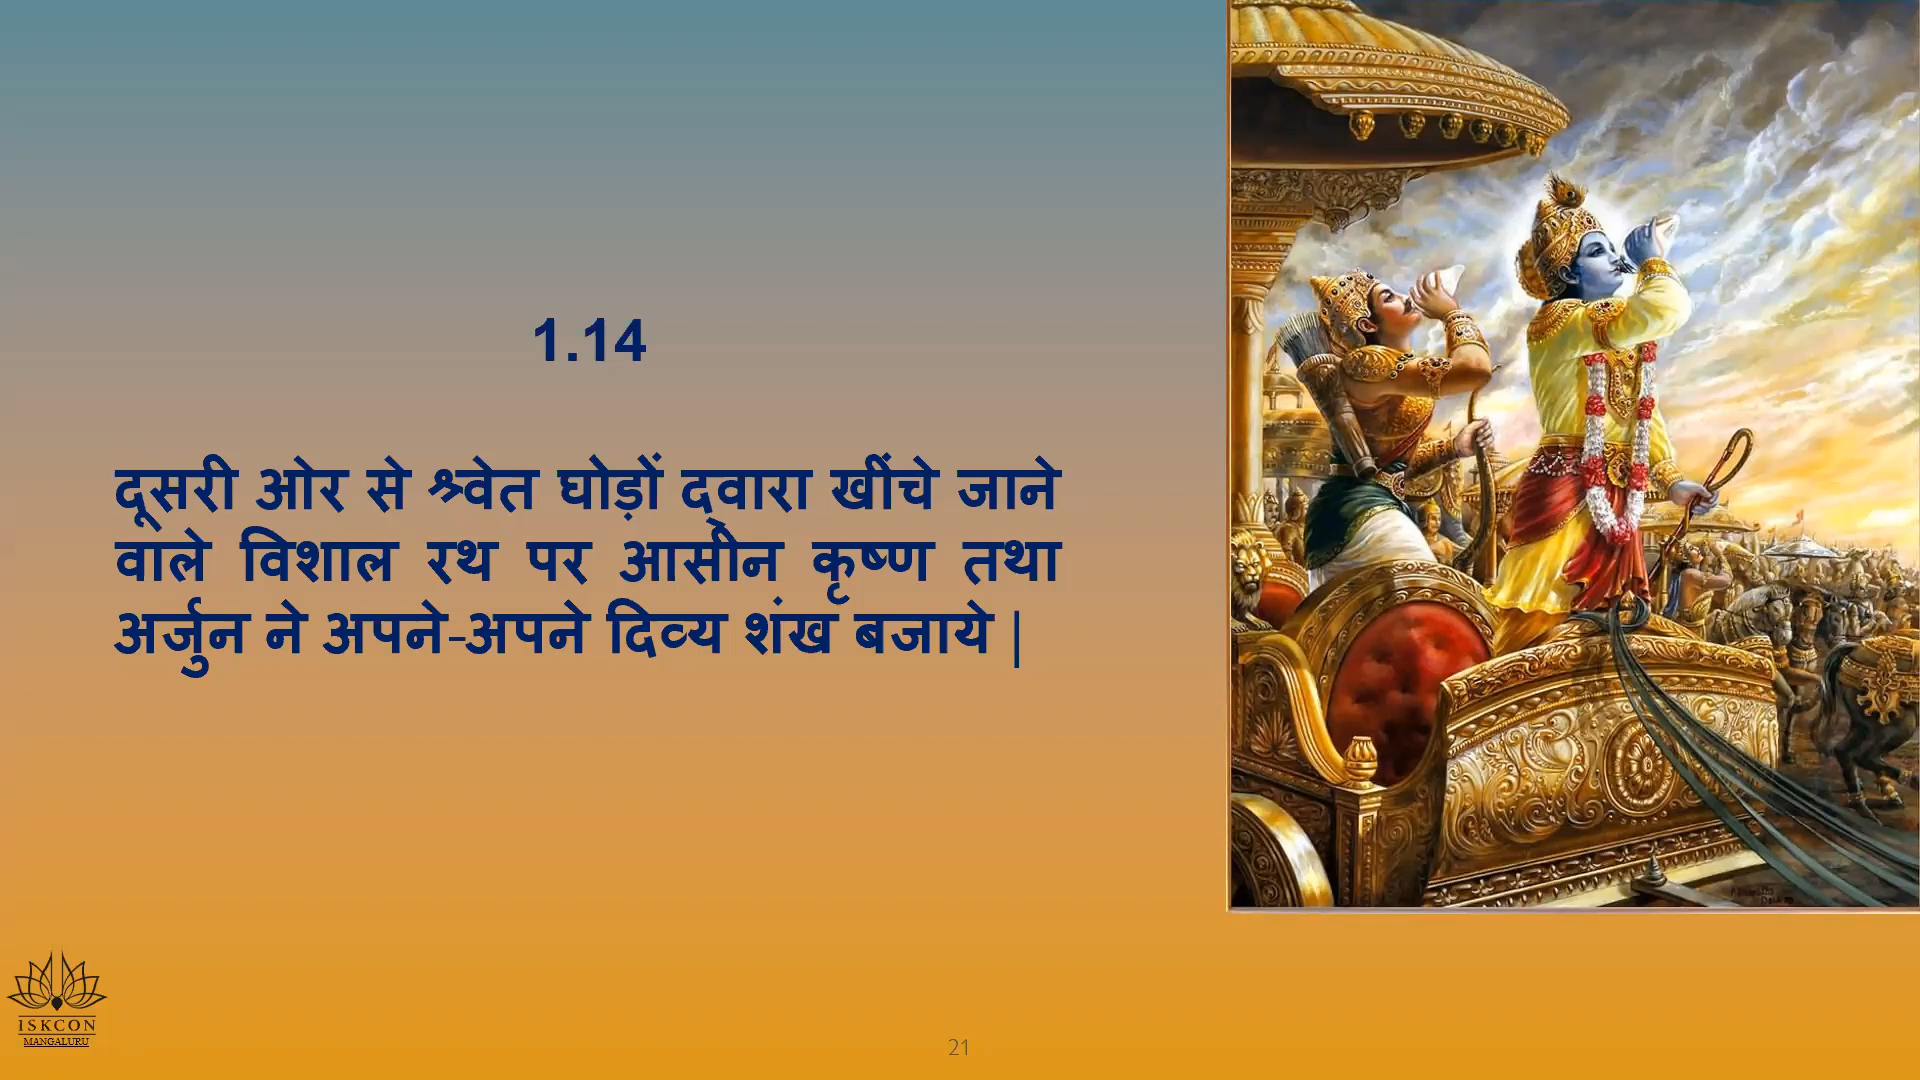 1.14
दूसरी ओर से श्र्वेत घोड़ों द्वारा खींचे जाने
वाले विशाल रथ पर आसीन कृष्ण तथा
अर्जुन ने अपने-अपने दिव्य शंख बजाये |
ISKCON
MANGALURU
21